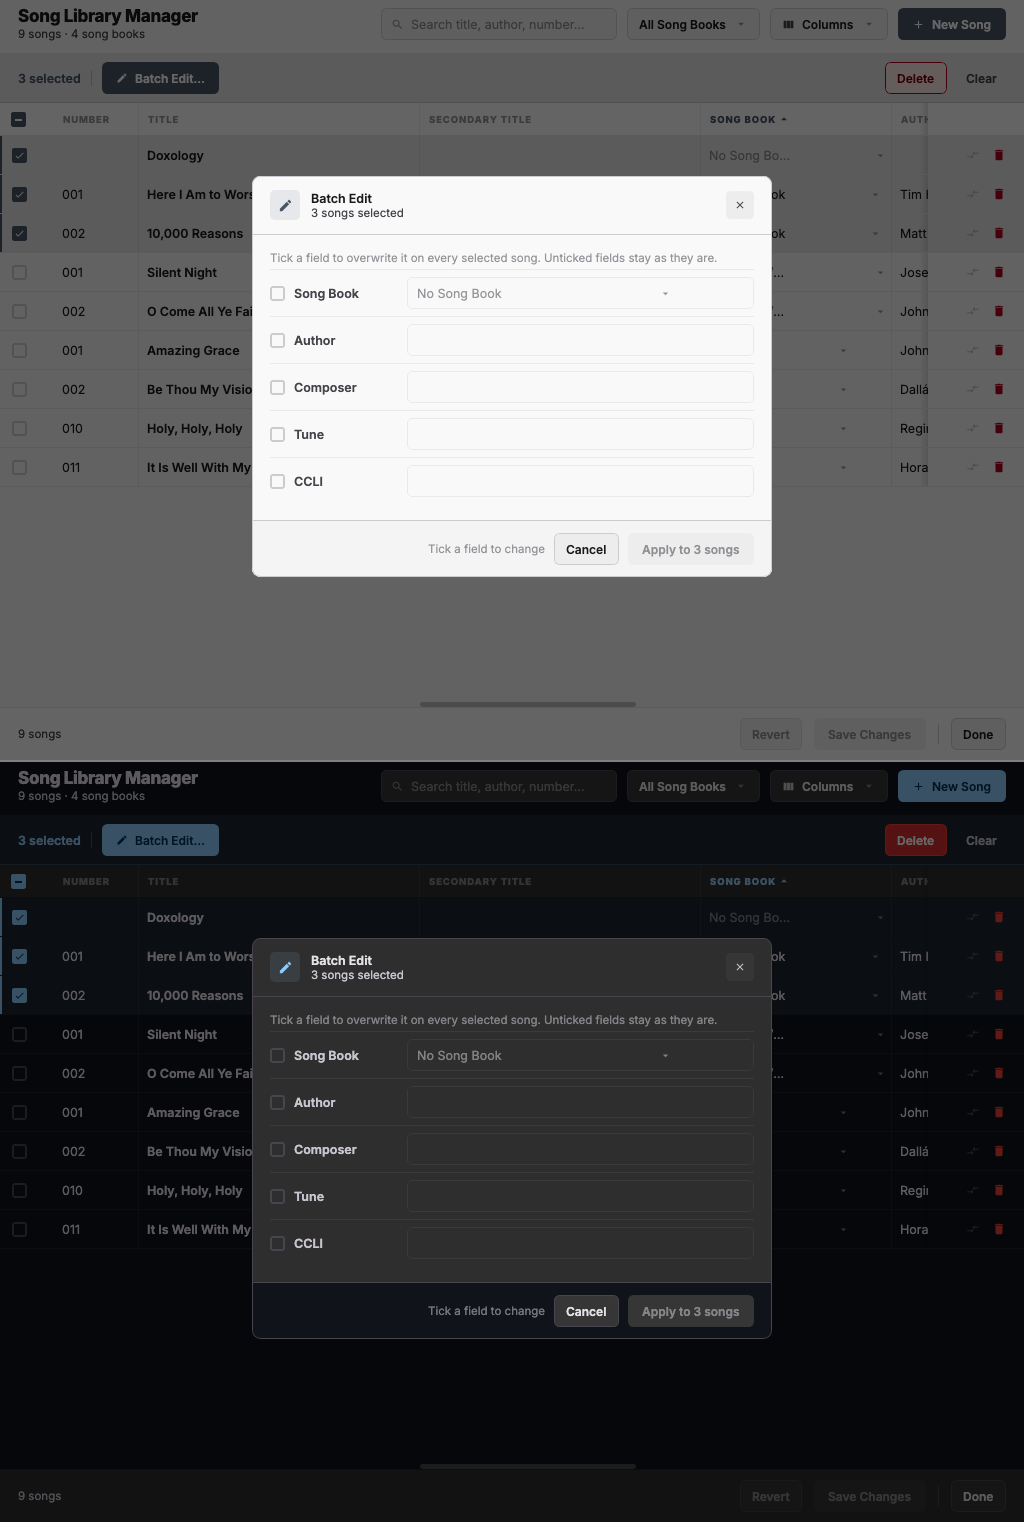 Song Library Manager
9 songs · 4 song books
Search title, author, number...
All Song Books
Columns
New Song
3 selected
Batch Edit...
Delete
Clear
NUMBER
TITLE
SECONDARY TITLE
SONG BOOK
Doxology
No Song Bo...
001
Here I Am to Wors
ok
Tim
002
10,000 Reasons
ok
Matt
001
Silent Night
Jose
002
O Come All Ye Fai
John
001
Amazing Grace
John
002
Be Thou My Visio
Dallá
010
Holy, Holy, Holy
Regi
011
It Is Well With My
Hora
Batch Edit
3 songs selected
Tick a field to overwrite it on every selected song. Unticked fields stay as they are.
Song Book
No Song Book
Author
Composer
Tune
CCLI
Tick a field to change
Cancel
Apply to 3 songs
9 songs
Revert
Save Changes
Done
Song Library Manager
9 songs · 4 song books
Search title, author, number...
All Song Books
Columns
New Song
3 selected
Batch Edit...
Delete
Clear
NUMBER
TITLE
SECONDARY TITLE
SONG BOOK
Doxology
No Song Bo...
001
Here I Am to Wors
ok
Tim
002
10,000 Reasons
ok
Matt
001
Silent Night
Jose
002
O Come All Ye Fai
John
001
Amazing Grace
John
002
Be Thou My Visio
Dallá
010
Holy, Holy, Holy
Regi
011
It Is Well With My
Hora
Batch Edit
3 songs selected
Tick a field to overwrite it on every selected song. Unticked fields stay as they are.
Song Book
No Song Book
Author
Composer
Tune
CCLI
Tick a field to change
Cancel
Apply to 3 songs
9 songs
Revert
Save Changes
Done